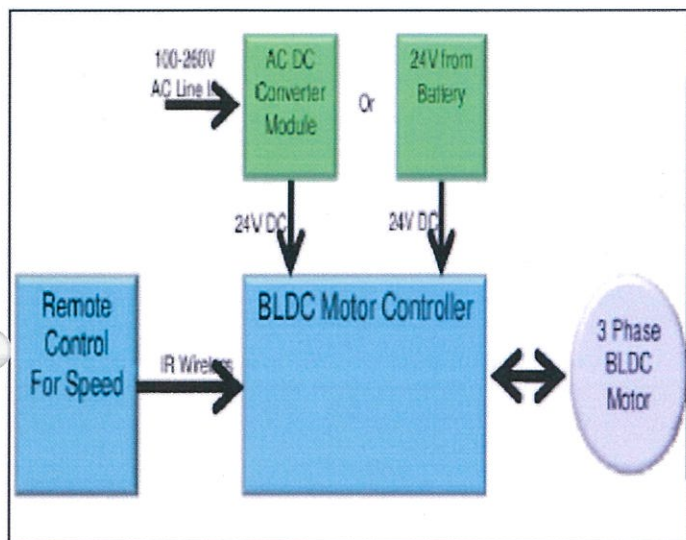 100-260V
AC Line In
AC DC
Converter
Module
Or
24V from
Battery
24V DC
24V DC
Remote
Control
For Speed
IR Wireless
BLDC Motor Controller
3 Phase
BLDC
Motor